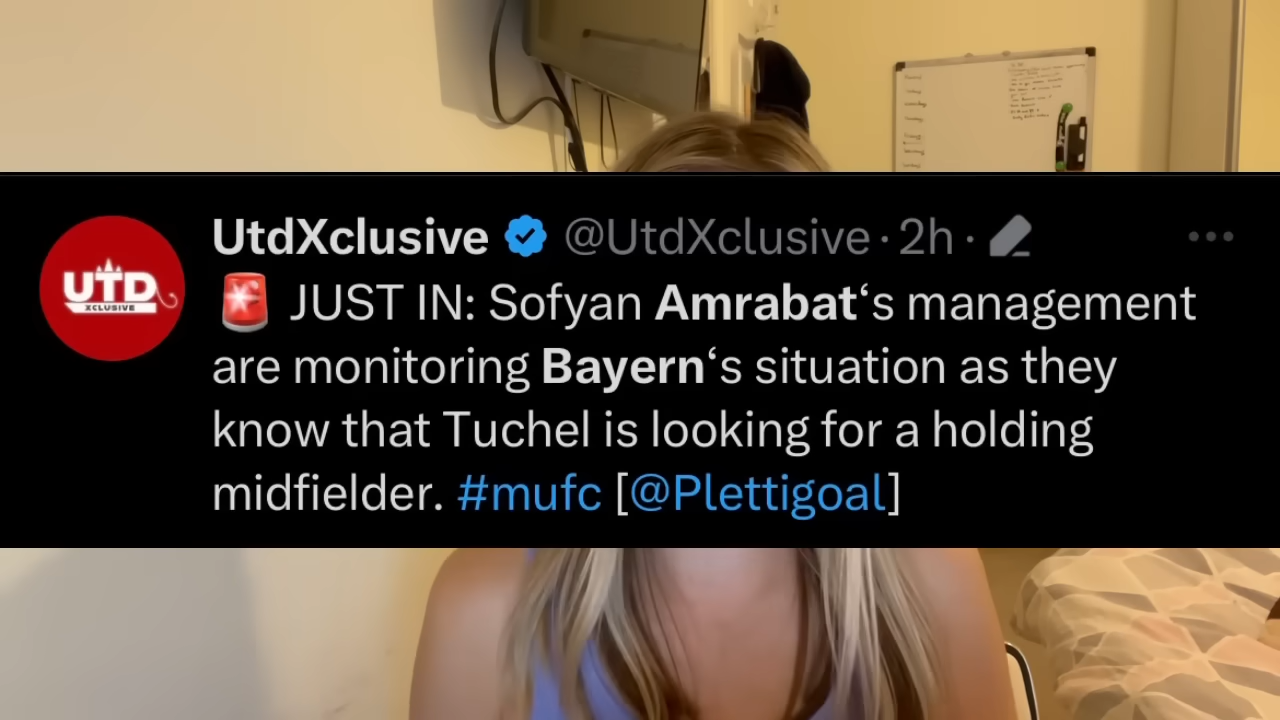 UtdXclusive @UtdXclusive · 2h ·
UTD
XCLUSIVE
🚨 JUST IN: Sofyan Amrabat‘s management
are monitoring Bayern‘s situation as they
know that Tuchel is looking for a holding
midfielder. #mufc [@Plettigoal]